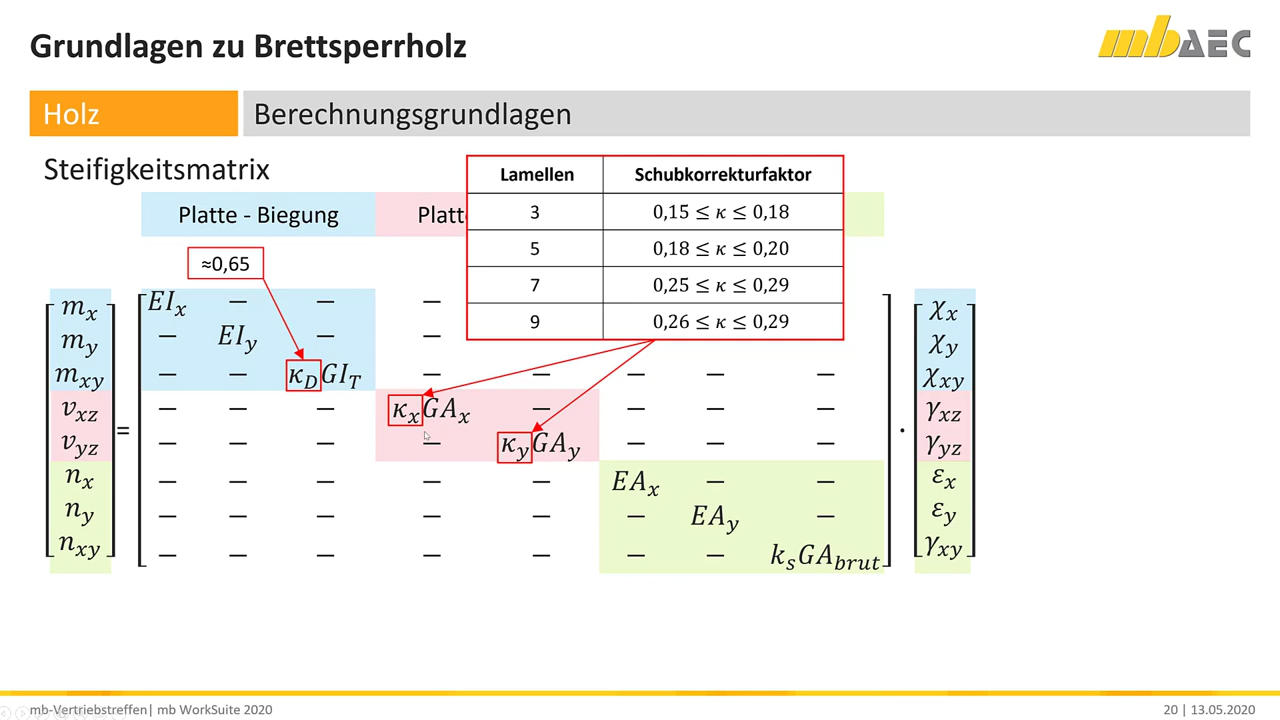 Grundlagen zu Brettsperrholz
mbAEC
Holz Berechnungsgrundlagen
Steifigkeitsmatrix
Lamellen Schubkorrekturfaktor
3 0,15 ≤ κ ≤ 0,18
5 0,18 ≤ κ ≤ 0,20
7 0,25 ≤ κ ≤ 0,29
9 0,26 ≤ κ ≤ 0,29
Platte - Biegung
≈0,65
m_x EI_x − − − χ_x
m_y − EI_y − − χ_y
m_xy − − κ_D GI_T − − − − − χ_xy
v_xz − − − κ_x GA_x − − − − γ_xz
v_yz = − − − − κ_y GA_y − − − · γ_yz
n_x − − − − − EA_x − − ε_x
n_y − − − − − − EA_y − ε_y
n_xy − − − − − − − k_s GA_brut γ_xy
mb-Vertriebstreffen| mb WorkSuite 2020
20 | 13.05.2020